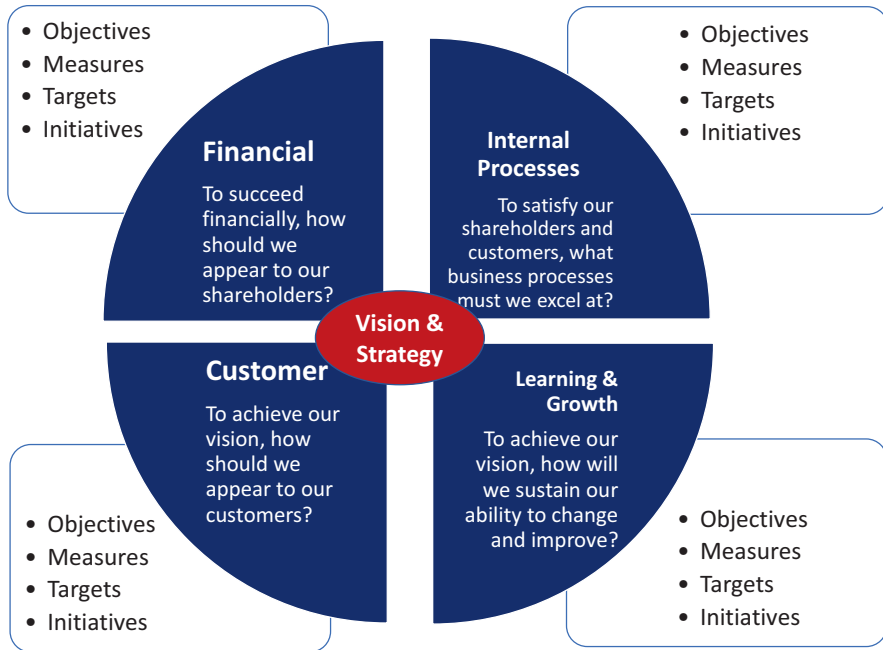 • Objectives
• Measures
• Targets
• Initiatives
Financial
To succeed
financially, how
should we
appear to our
shareholders?
• Objectives
• Measures
• Targets
• Initiatives
Internal
Processes
To satisfy our
shareholders and
customers, what
business processes
must we excel at?
Vision &
Strategy
Customer
To achieve our
vision, how
should we
appear to our
customers?
• Objectives
• Measures
• Targets
• Initiatives
Learning &
Growth
To achieve our
vision, how will
we sustain our
ability to change
and improve?
• Objectives
• Measures
• Targets
• Initiatives